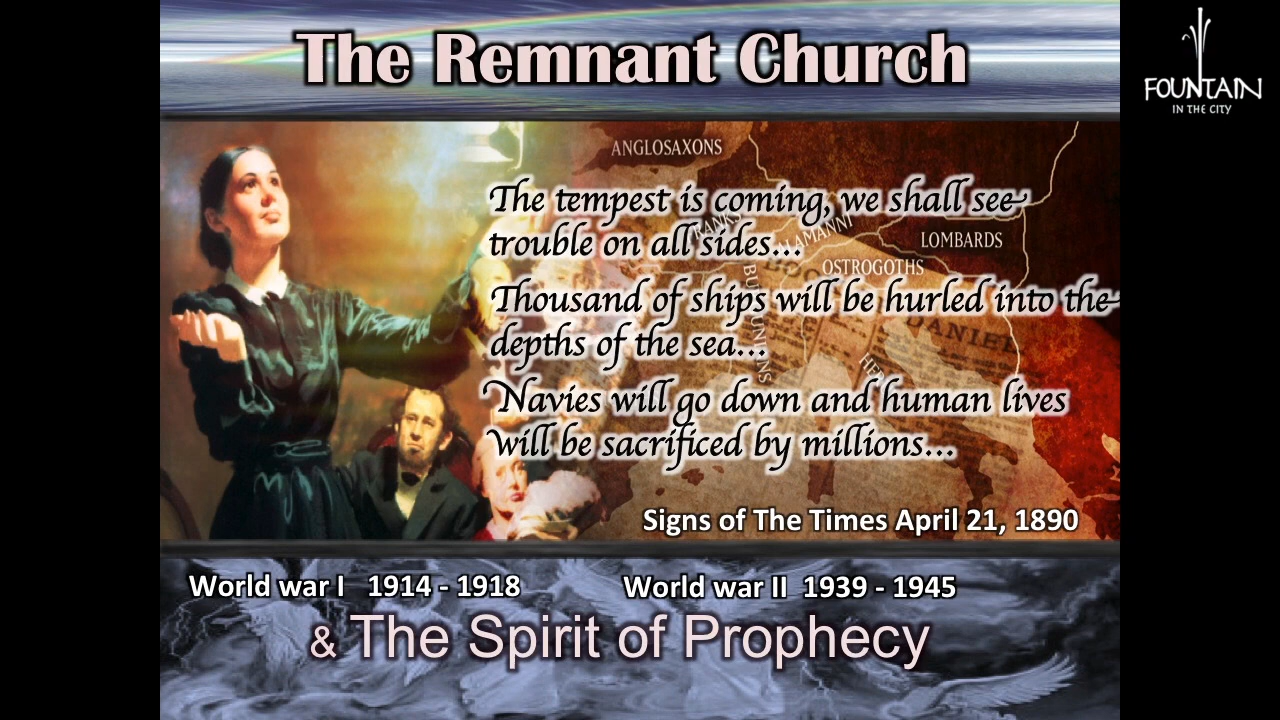 The Remnant Church
FOUNTAIN
IN THE CITY
ANGLOSAXONS
The tempest is coming, we shall see
trouble on all sides...
LOMBARDS
OSTROGOTHS
Thousand of ships will be hurled into the
depths of the sea...
DANIEL
Navies will go down and human lives
will be sacrificed by millions...
Signs of The Times April 21, 1890
World war I 1914 - 1918
World war II 1939 - 1945
& The Spirit of Prophecy